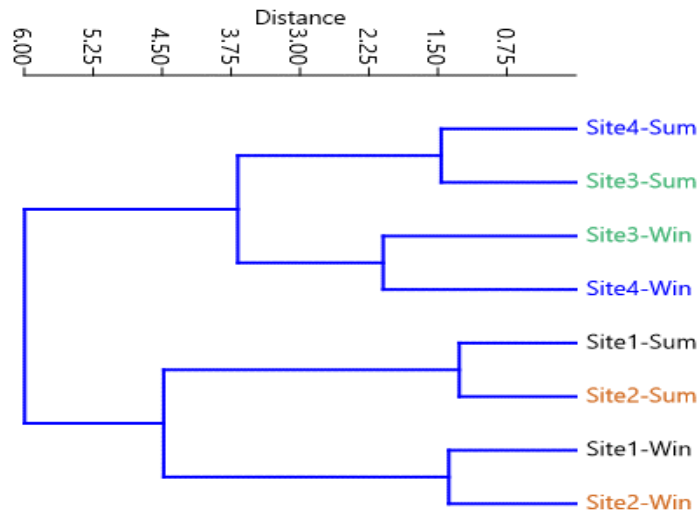 Distance
6.00 5.25 4.50 3.75 3.00 2.25 1.50 0.75
Site4-Sum
Site3-Sum
Site3-Win
Site4-Win
Site1-Sum
Site2-Sum
Site1-Win
Site2-Win